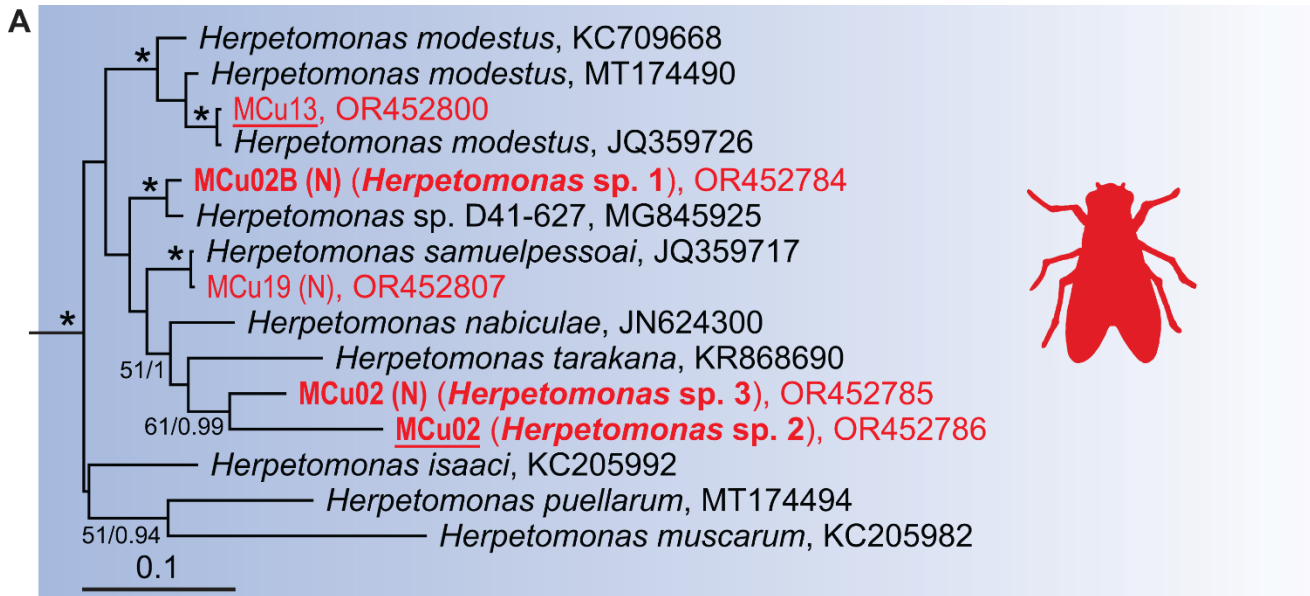 A
*
Herpetomonas modestus, KC709668
Herpetomonas modestus, MT174490
*
MCu13, OR452800
Herpetomonas modestus, JQ359726
*
MCu02B (N) (Herpetomonas sp. 1), OR452784
Herpetomonas sp. D41-627, MG845925
*
Herpetomonas samuelpessoai, JQ359717
MCu19 (N), OR452807
*
Herpetomonas nabiculae, JN624300
51/1
Herpetomonas tarakana, KR868690
MCu02 (N) (Herpetomonas sp. 3), OR452785
61/0.99
MCu02 (Herpetomonas sp. 2), OR452786
Herpetomonas isaaci, KC205992
Herpetomonas puellarum, MT174494
51/0.94
Herpetomonas muscarum, KC205982
0.1